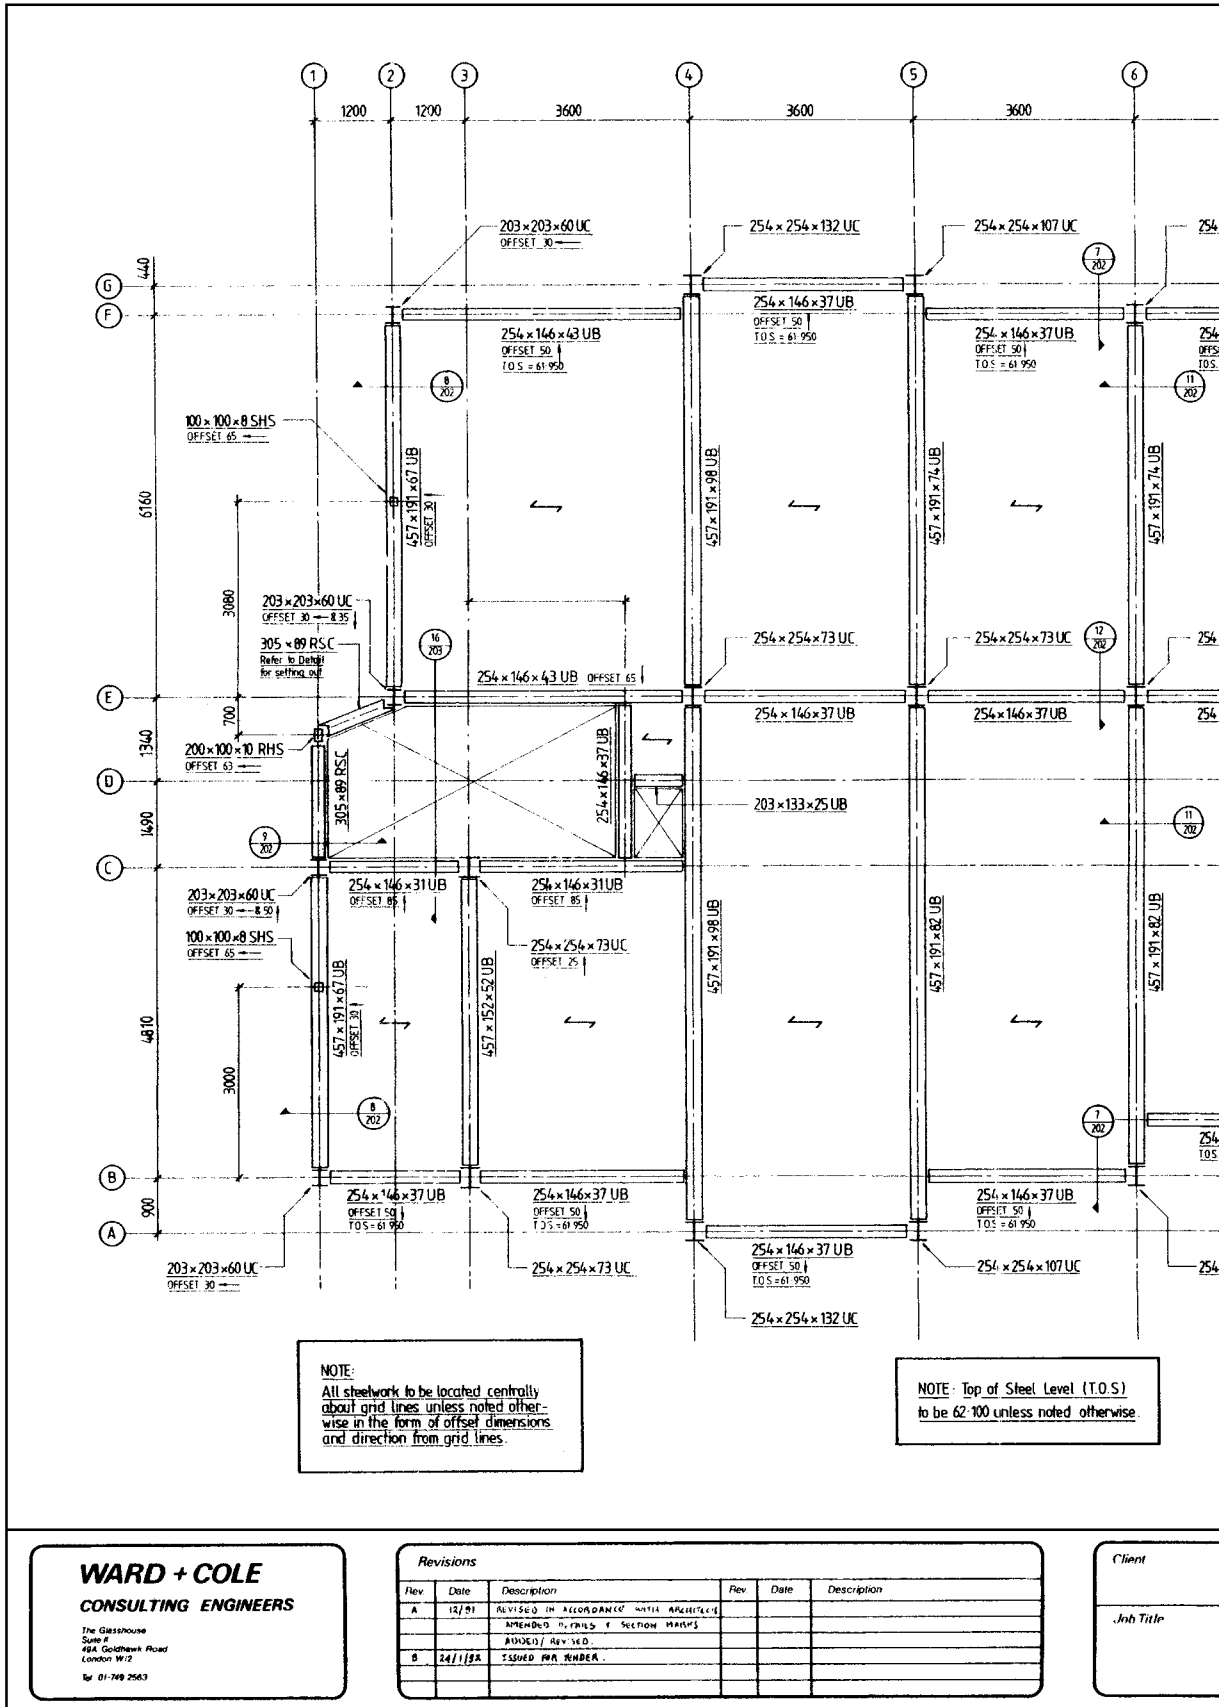 1
2
3
4
5
6
1200
1200
3600
3600
3600
203×203×60 UC
OFFSET 30
254×254×132 UC
254×254×107 UC
254
7
202
440
G
F
254×146×43 UB
OFFSET 50
T.O.S = 61·950
254×146×37 UB
OFFSET 50
T.O.S = 61·950
254×146×37 UB
OFFSET 50
T.O.S = 61·950
254
T.O.S.
8
202
11
202
100×100×8 SHS
OFFSET 65
457×191×67 UB
OFFSET 30
457×191×98 UB
457×191×74 UB
457×191×74 UB
6160
3080
203×203×60 UC
OFFSET 30 & 35
305×89 RSC
Refer to Detail
for setting out
16
203
254×254×73 UC
254×254×73 UC
12
202
254
254×146×43 UB OFFSET 65
E
700
254×146×37 UB
254×146×37 UB
254
1340
200×100×10 RHS
OFFSET 63
305×89 RSC
254×146×37 UB
D
203×133×25 UB
1490
9
202
11
202
C
254×146×31 UB
OFFSET 85
254×146×31 UB
OFFSET 85
203×203×60 UC
OFFSET 30 & 50
100×100×8 SHS
OFFSET 65
254×254×73 UC
OFFSET 25
457×191×67 UB
OFFSET 30
457×152×52 UB
457×191×98 UB
457×191×82 UB
457×191×82 UB
4810
3000
8
202
7
202
254
T.O.S
B
254×146×37 UB
OFFSET 50
T.O.S = 61·950
254×146×37 UB
OFFSET 50
T.O.S = 61·950
254×146×37 UB
OFFSET 50
T.O.S = 61·950
900
A
254×146×37 UB
OFFSET 50
T.O.S = 61·950
203×203×60 UC
OFFSET 30
254×254×73 UC
254×254×107 UC
254
254×254×132 UC
NOTE:
All steelwork to be located centrally
about grid lines unless noted other-
wise in the form of offset dimensions
and direction from grid lines.
NOTE: Top of Steel Level (T.O.S)
to be 62·100 unless noted otherwise.
WARD + COLE
CONSULTING ENGINEERS
The Glasshouse
Suite 11
49A Goldhawk Road
London W12
Tel 01-749 2563
Revisions
Rev Date Description Rev Date Description
A 12/91 REVISED IN ACCORDANCE WITH ARCHITECTS
AMENDED DETAILS & SECTION MARKS
ADDED/REVISED.
B 24/1/92 ISSUED FOR TENDER.
Client
Job Title